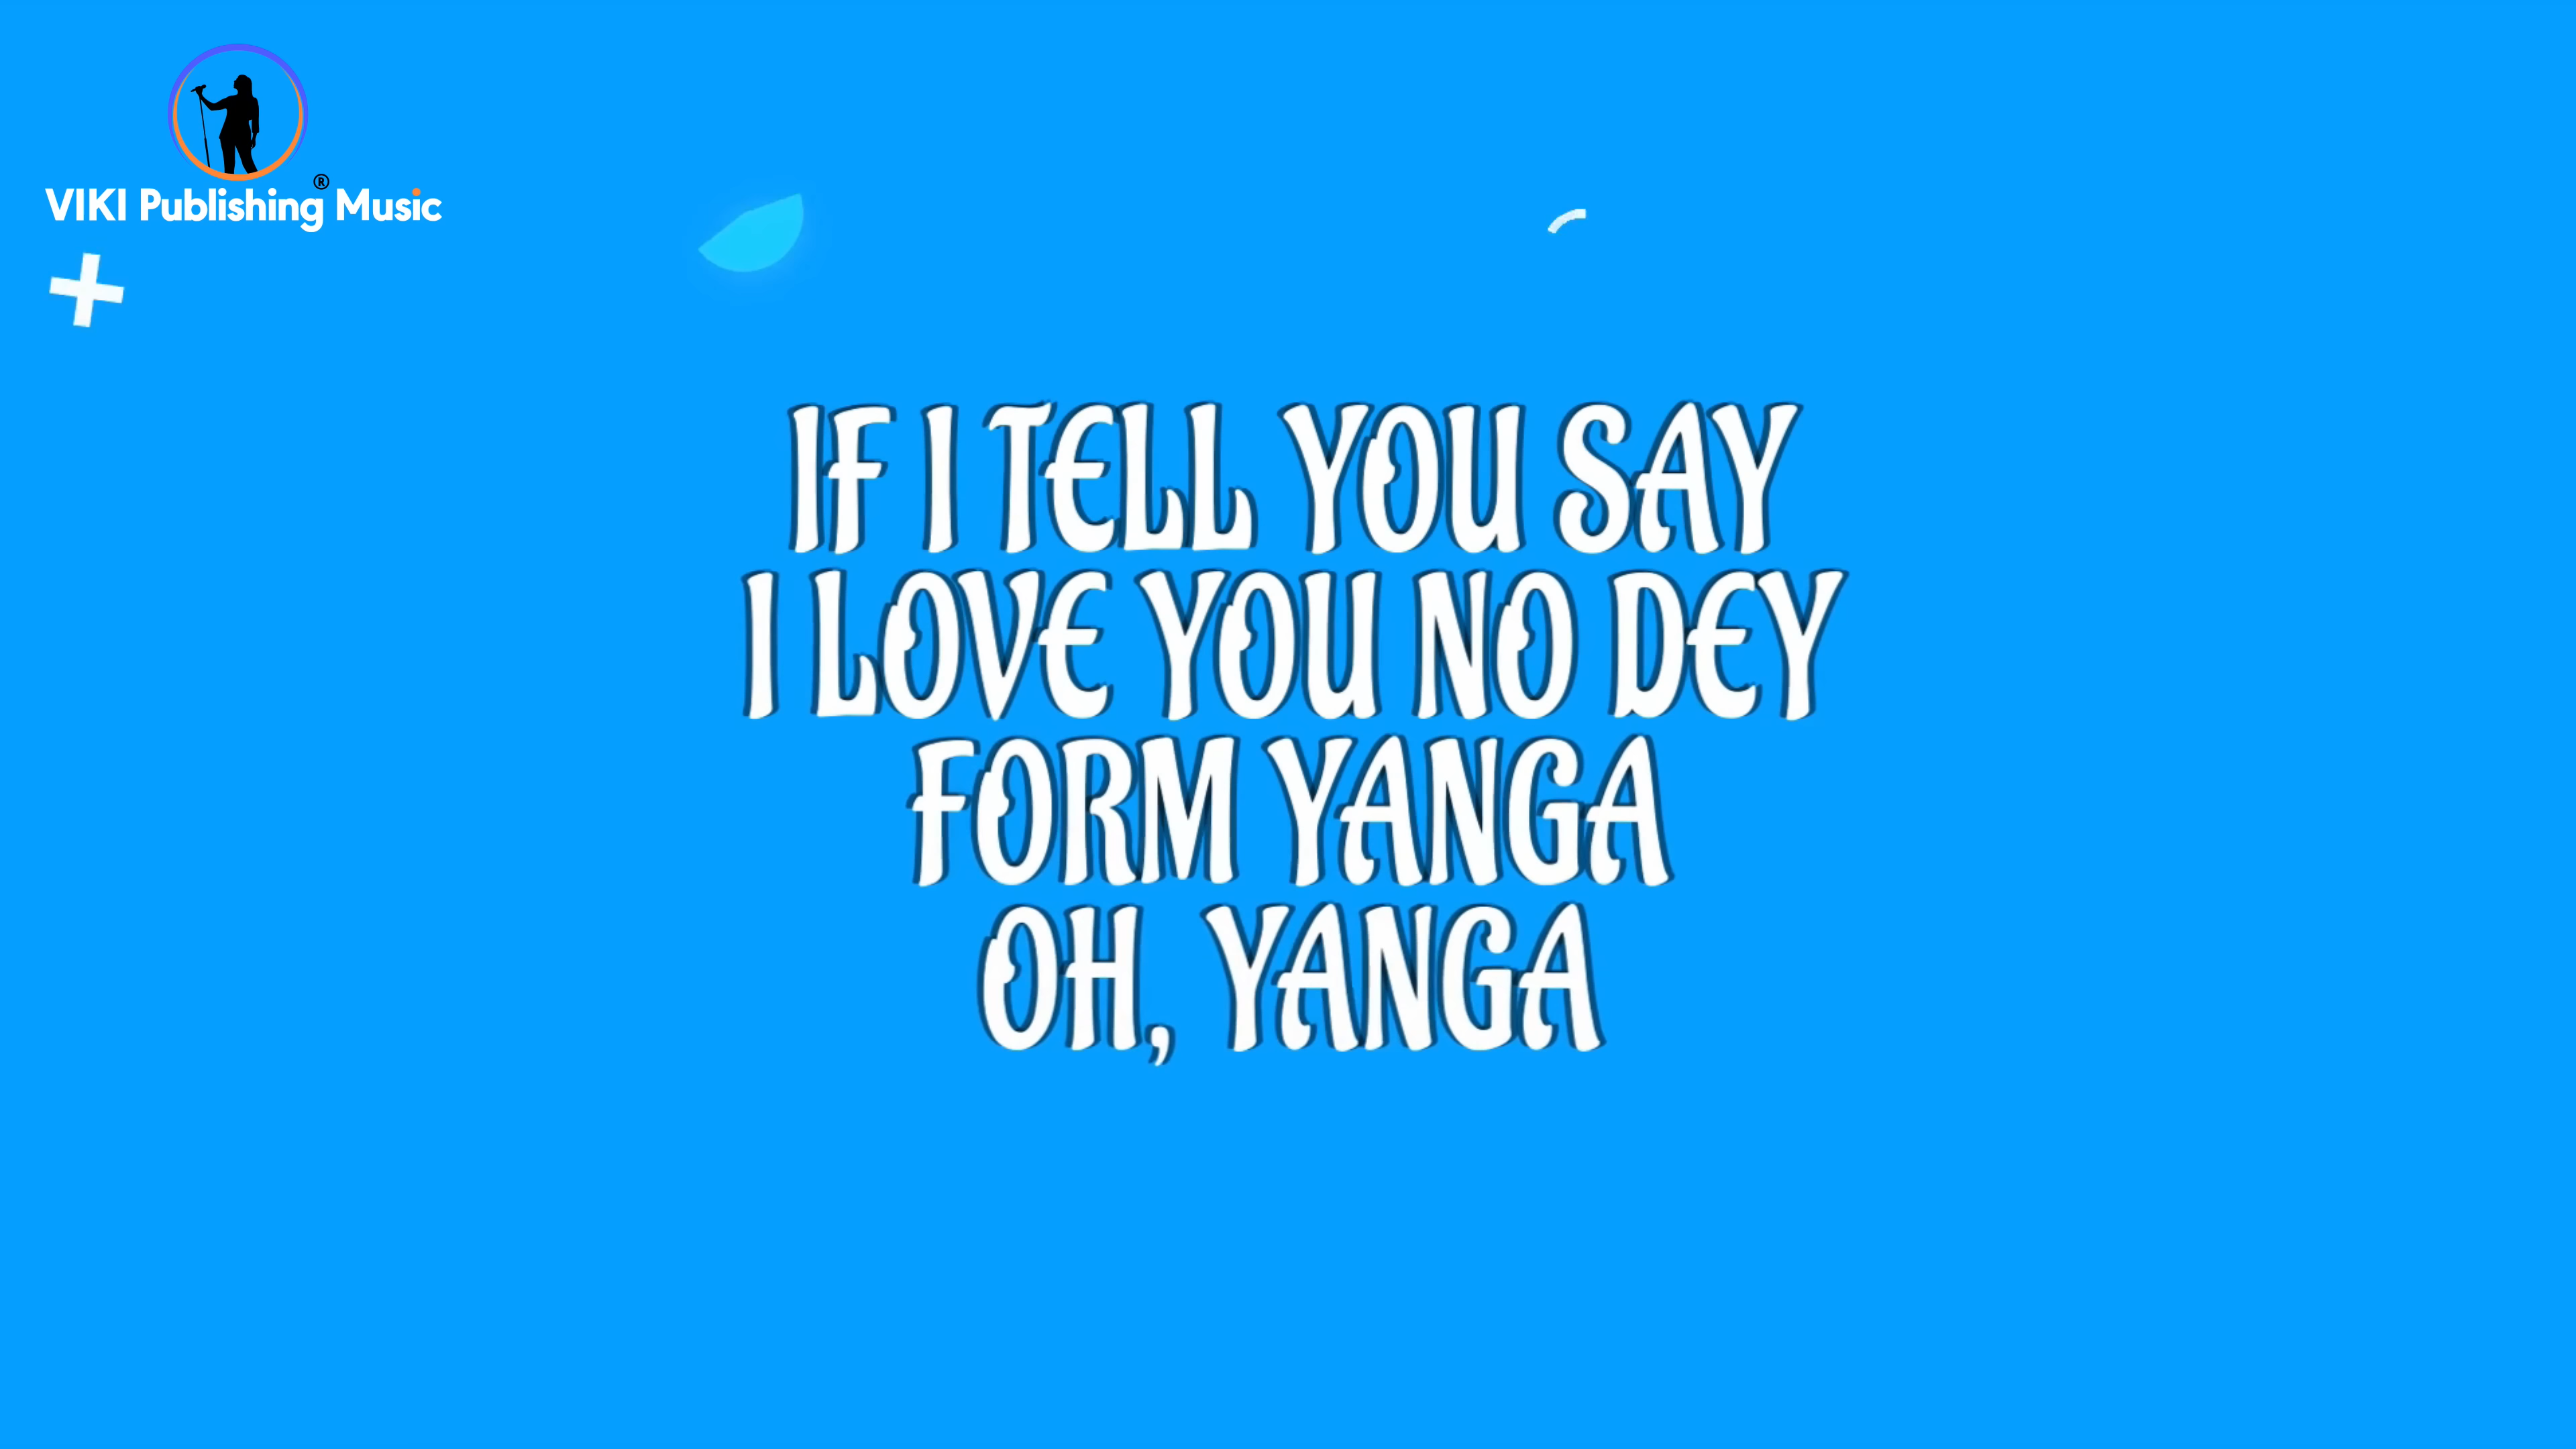 VIKI Publishing® Music
IF I TELL YOU SAY
I LOVE YOU NO DEY
FORM YANGA
OH, YANGA